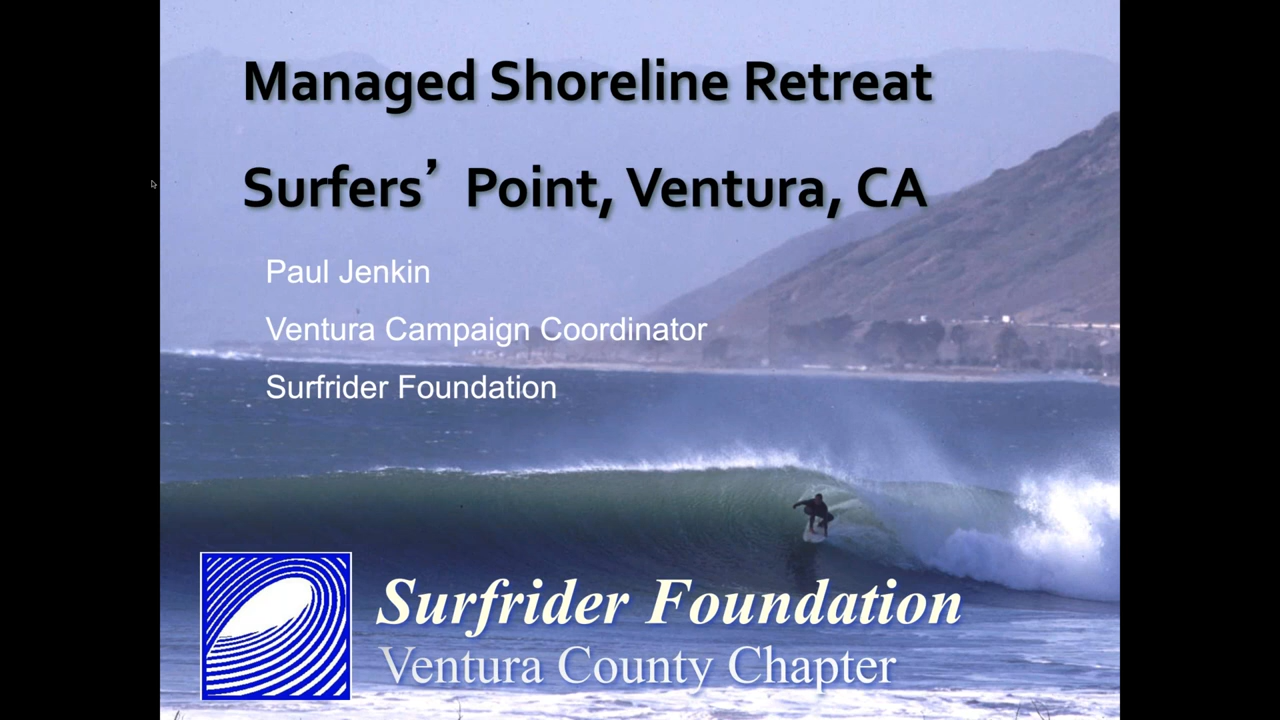 Managed Shoreline Retreat
Surfers’ Point, Ventura, CA
Paul Jenkin
Ventura Campaign Coordinator
Surfrider Foundation
Surfrider Foundation
Ventura County Chapter